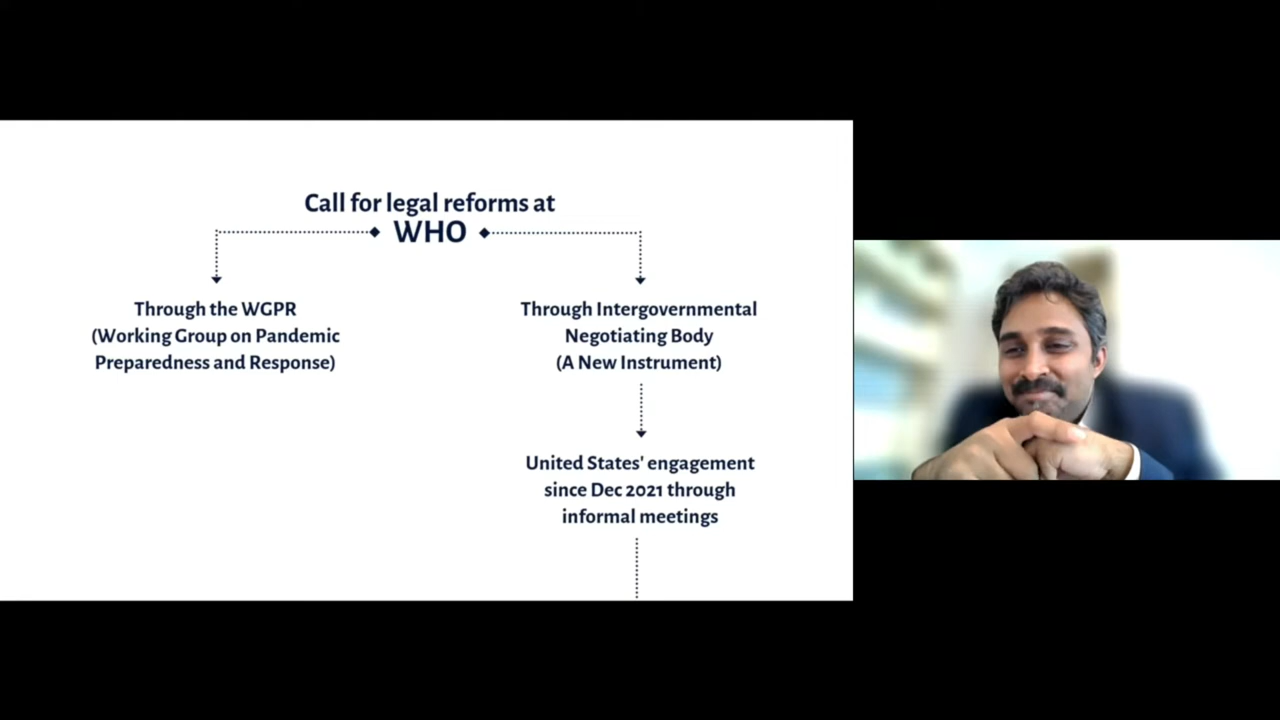 Call for legal reforms at
WHO
Through the WGPR
(Working Group on Pandemic
Preparedness and Response)
Through Intergovernmental
Negotiating Body
(A New Instrument)
United States' engagement
since Dec 2021 through
informal meetings